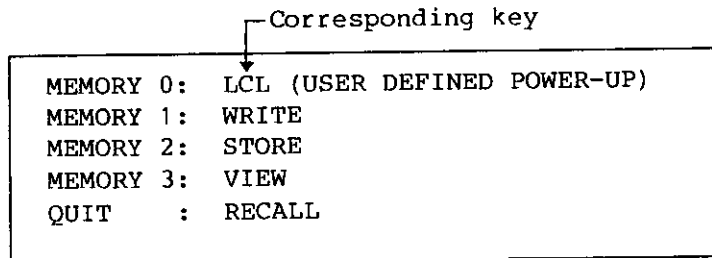 Corresponding key
MEMORY 0: LCL (USER DEFINED POWER-UP)
MEMORY 1: WRITE
MEMORY 2: STORE
MEMORY 3: VIEW
QUIT : RECALL